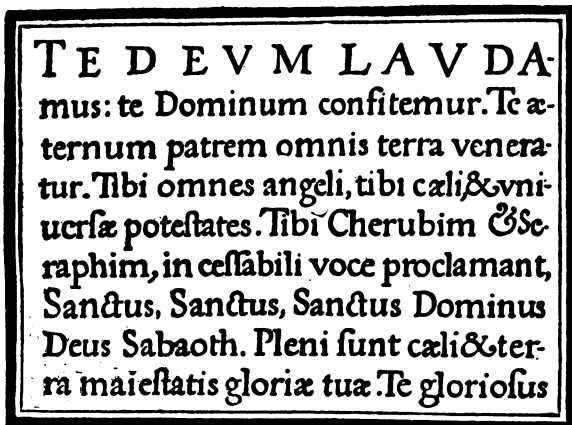 TE DEVM LAVDA-
mus: te Dominum confitemur. Te æ-
ternum patrem omnis terra venera-
tur. Tibi omnes angeli, tibi cæli, & vni-
uerſæ poteſtates. Tibi Cherubim & Se-
raphim, in ceſſabili voce proclamant,
Sanctus, Sanctus, Sanctus Dominus
Deus Sabaoth. Pleni ſunt cæli & ter-
ra maieſtatis gloriæ tuæ. Te glorioſus